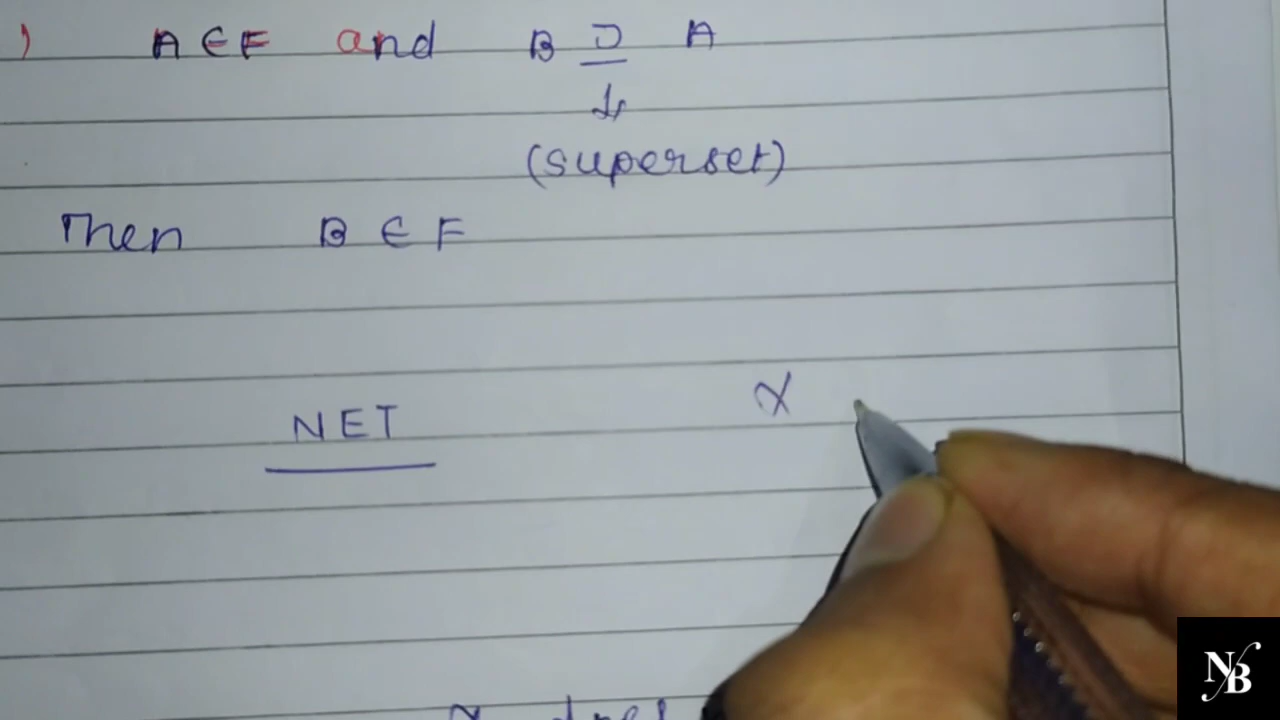 ) A ∈ F and B ⊇ A
↓
(superset)
Then B ∈ F
NET X
NB